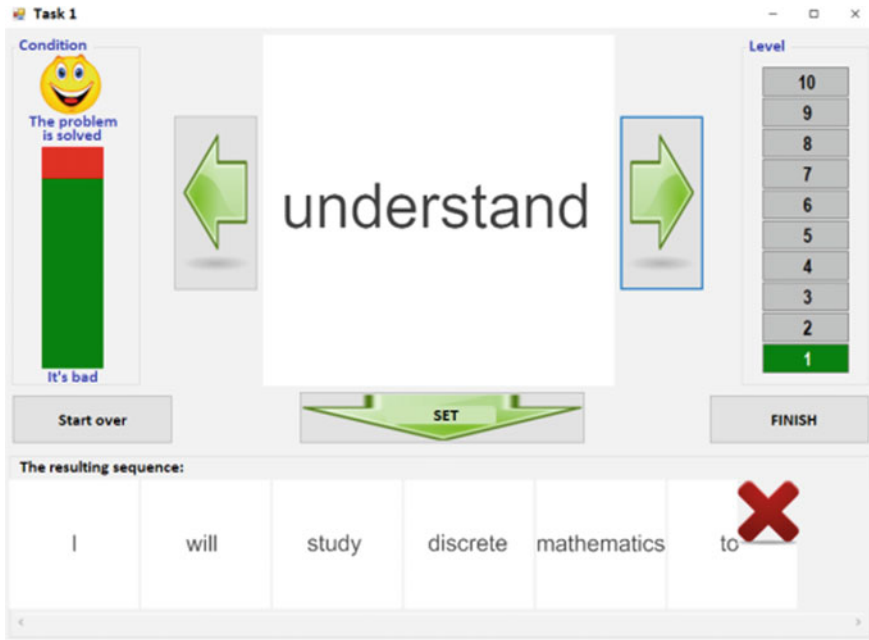 Task 1
Condition
The problem
is solved
It's bad
understand
Level
10
9
8
7
6
5
4
3
2
1
Start over
SET
FINISH
The resulting sequence:
I will study discrete mathematics to